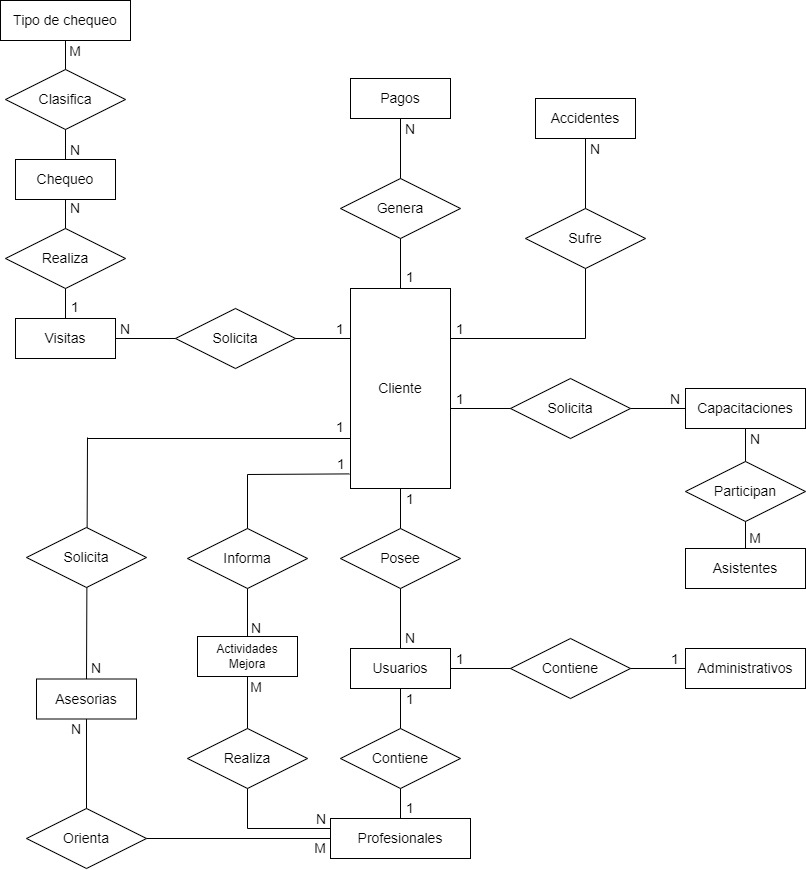 Tipo de chequeo
M
Clasifica
N
Chequeo
N
Realiza
1
Visitas
N
Solicita
1
Pagos
N
Genera
1
Accidentes
N
Sufre
1
Cliente
1
Solicita
N
Capacitaciones
N
Participan
M
Asistentes
1
Solicita
N
Asesorias
N
Orienta
M
1
Informa
N
Actividades
Mejora
M
Realiza
N
1
Posee
N
Usuarios
1
Contiene
1
Administrativos
1
Contiene
1
Profesionales